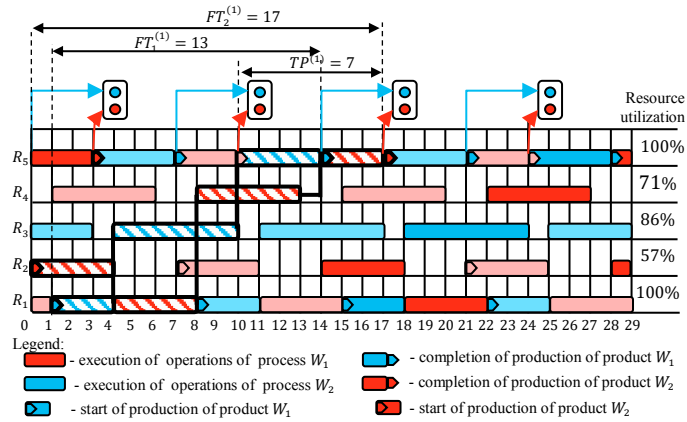 FT₂⁽¹⁾ = 17
FT₁⁽¹⁾ = 13
TP⁽¹⁾ = 7
Resource
utilization
R₅ 100%
R₄ 71%
R₃ 86%
R₂ 57%
R₁ 100%
0 1 2 3 4 5 6 7 8 9 10 11 12 13 14 15 16 17 18 19 20 21 22 23 24 25 26 27 28 29
Legend:
- execution of operations of process W₁
- completion of production of product W₁
- execution of operations of process W₂
- completion of production of product W₂
- start of production of product W₁
- start of production of product W₂